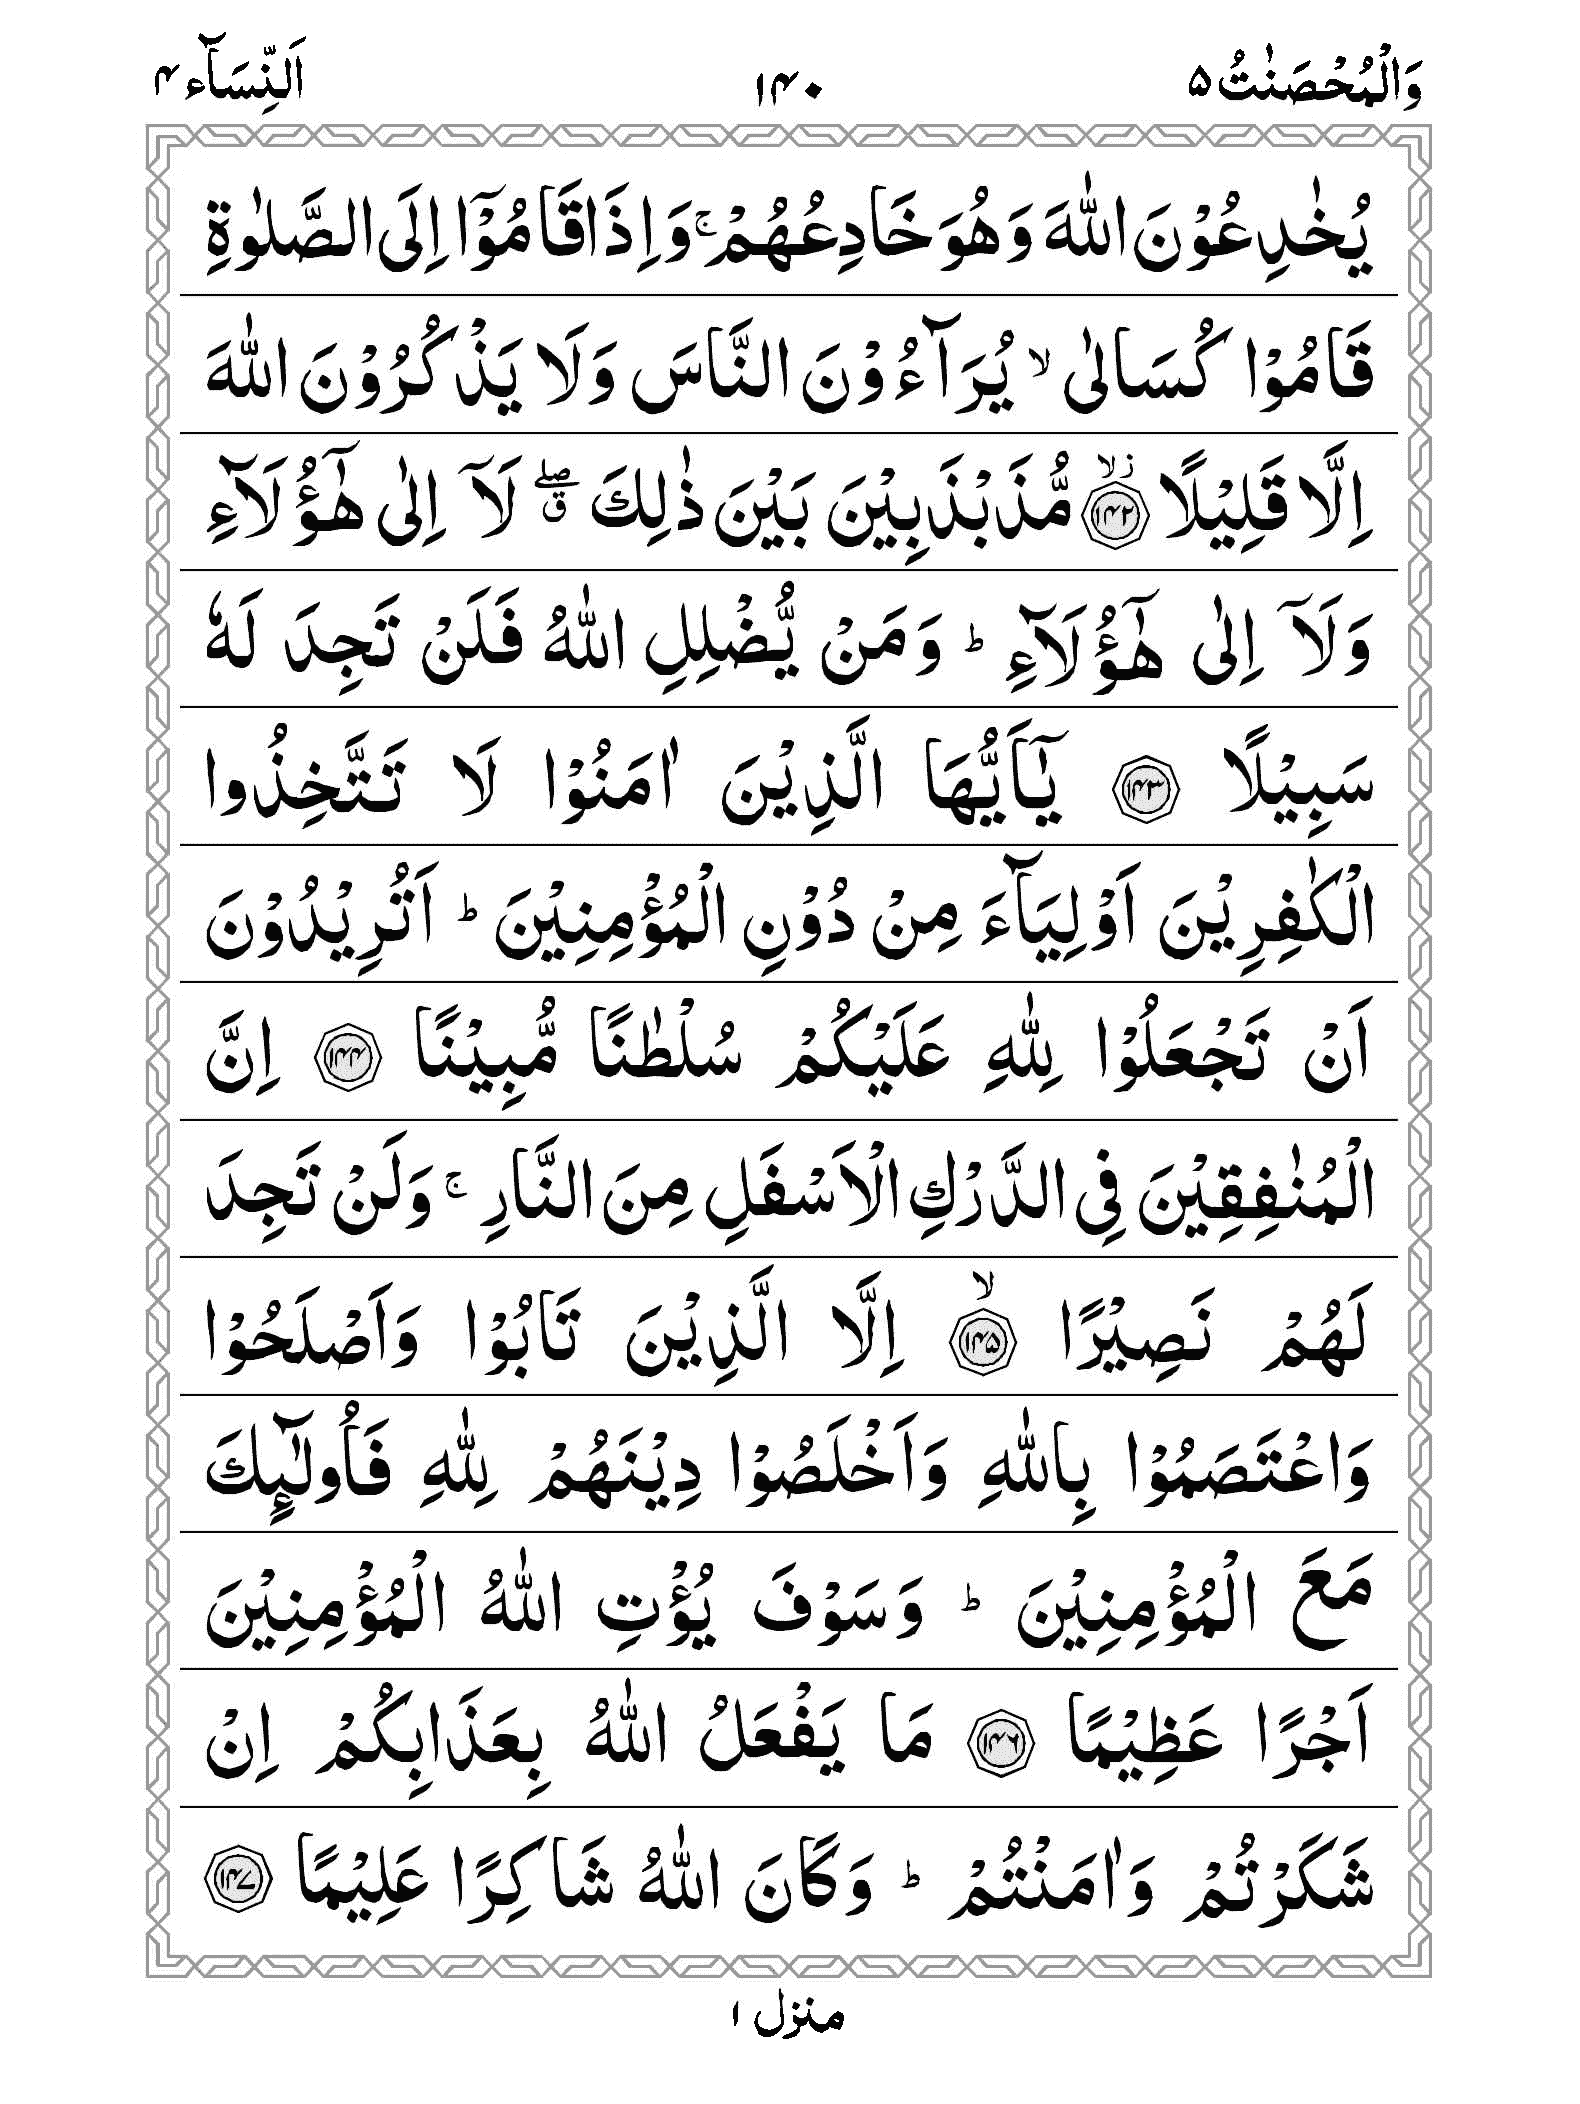 وَالْمُحْصَنٰتُ ۵ ۱۴۰ اَلنِّسَآء ۴
يُخٰدِعُوْنَ اللّٰهَ وَهُوَ خَادِعُهُمْ ۚ وَاِذَا قَامُوْۤا اِلَى الصَّلٰوةِ
قَامُوْا كُسَالٰى ۙ يُرَآءُوْنَ النَّاسَ وَلَا يَذْكُرُوْنَ اللّٰهَ
اِلَّا قَلِيْلًا ﴿۱۴۲﴾ۙز مُّذَبْذَبِيْنَ بَيْنَ ذٰلِكَ ۖۗ لَاۤ اِلٰى هٰۤؤُلَآءِ
وَلَاۤ اِلٰى هٰۤؤُلَآءِ ؕ وَمَنْ يُّضْلِلِ اللّٰهُ فَلَنْ تَجِدَ لَهٗ
سَبِيْلًا ﴿۱۴۳﴾ يٰۤاَيُّهَا الَّذِيْنَ اٰمَنُوْا لَا تَتَّخِذُوا
الْكٰفِرِيْنَ اَوْلِيَآءَ مِنْ دُوْنِ الْمُؤْمِنِيْنَ ؕ اَتُرِيْدُوْنَ
اَنْ تَجْعَلُوْا لِلّٰهِ عَلَيْكُمْ سُلْطٰنًا مُّبِيْنًا ﴿۱۴۴﴾ اِنَّ
الْمُنٰفِقِيْنَ فِى الدَّرْكِ الْاَسْفَلِ مِنَ النَّارِ ۚ وَلَنْ تَجِدَ
لَهُمْ نَصِيْرًا ﴿۱۴۵﴾ۙ اِلَّا الَّذِيْنَ تَابُوْا وَاَصْلَحُوْا
وَاعْتَصَمُوْا بِاللّٰهِ وَاَخْلَصُوْا دِيْنَهُمْ لِلّٰهِ فَاُولٰٓئِكَ
مَعَ الْمُؤْمِنِيْنَ ؕ وَسَوْفَ يُؤْتِ اللّٰهُ الْمُؤْمِنِيْنَ
اَجْرًا عَظِيْمًا ﴿۱۴۶﴾ مَا يَفْعَلُ اللّٰهُ بِعَذَابِكُمْ اِنْ
شَكَرْتُمْ وَاٰمَنْتُمْ ؕ وَكَانَ اللّٰهُ شَاكِرًا عَلِيْمًا ﴿۱۴۷﴾
منزل ۱